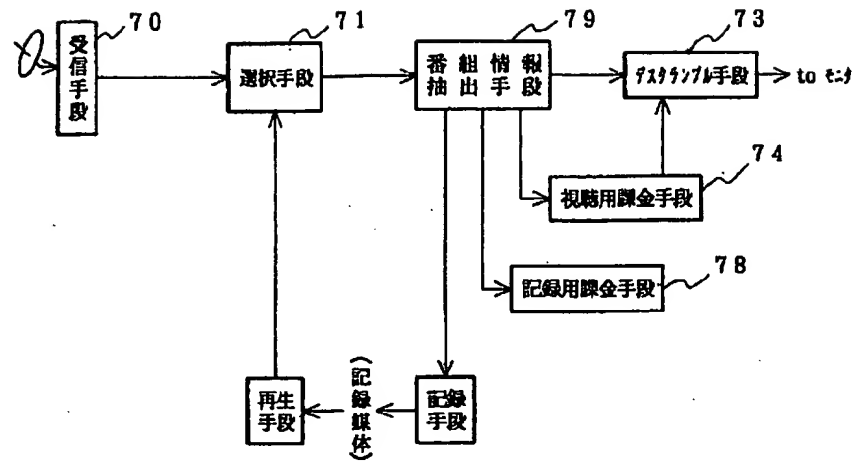 70
受信手段
71
選択手段
79
番組情報
抽出手段
73
デスクランブル手段
to モニタ
74
視聴用課金手段
78
記録用課金手段
再生
手段
(記録媒体)
記録
手段